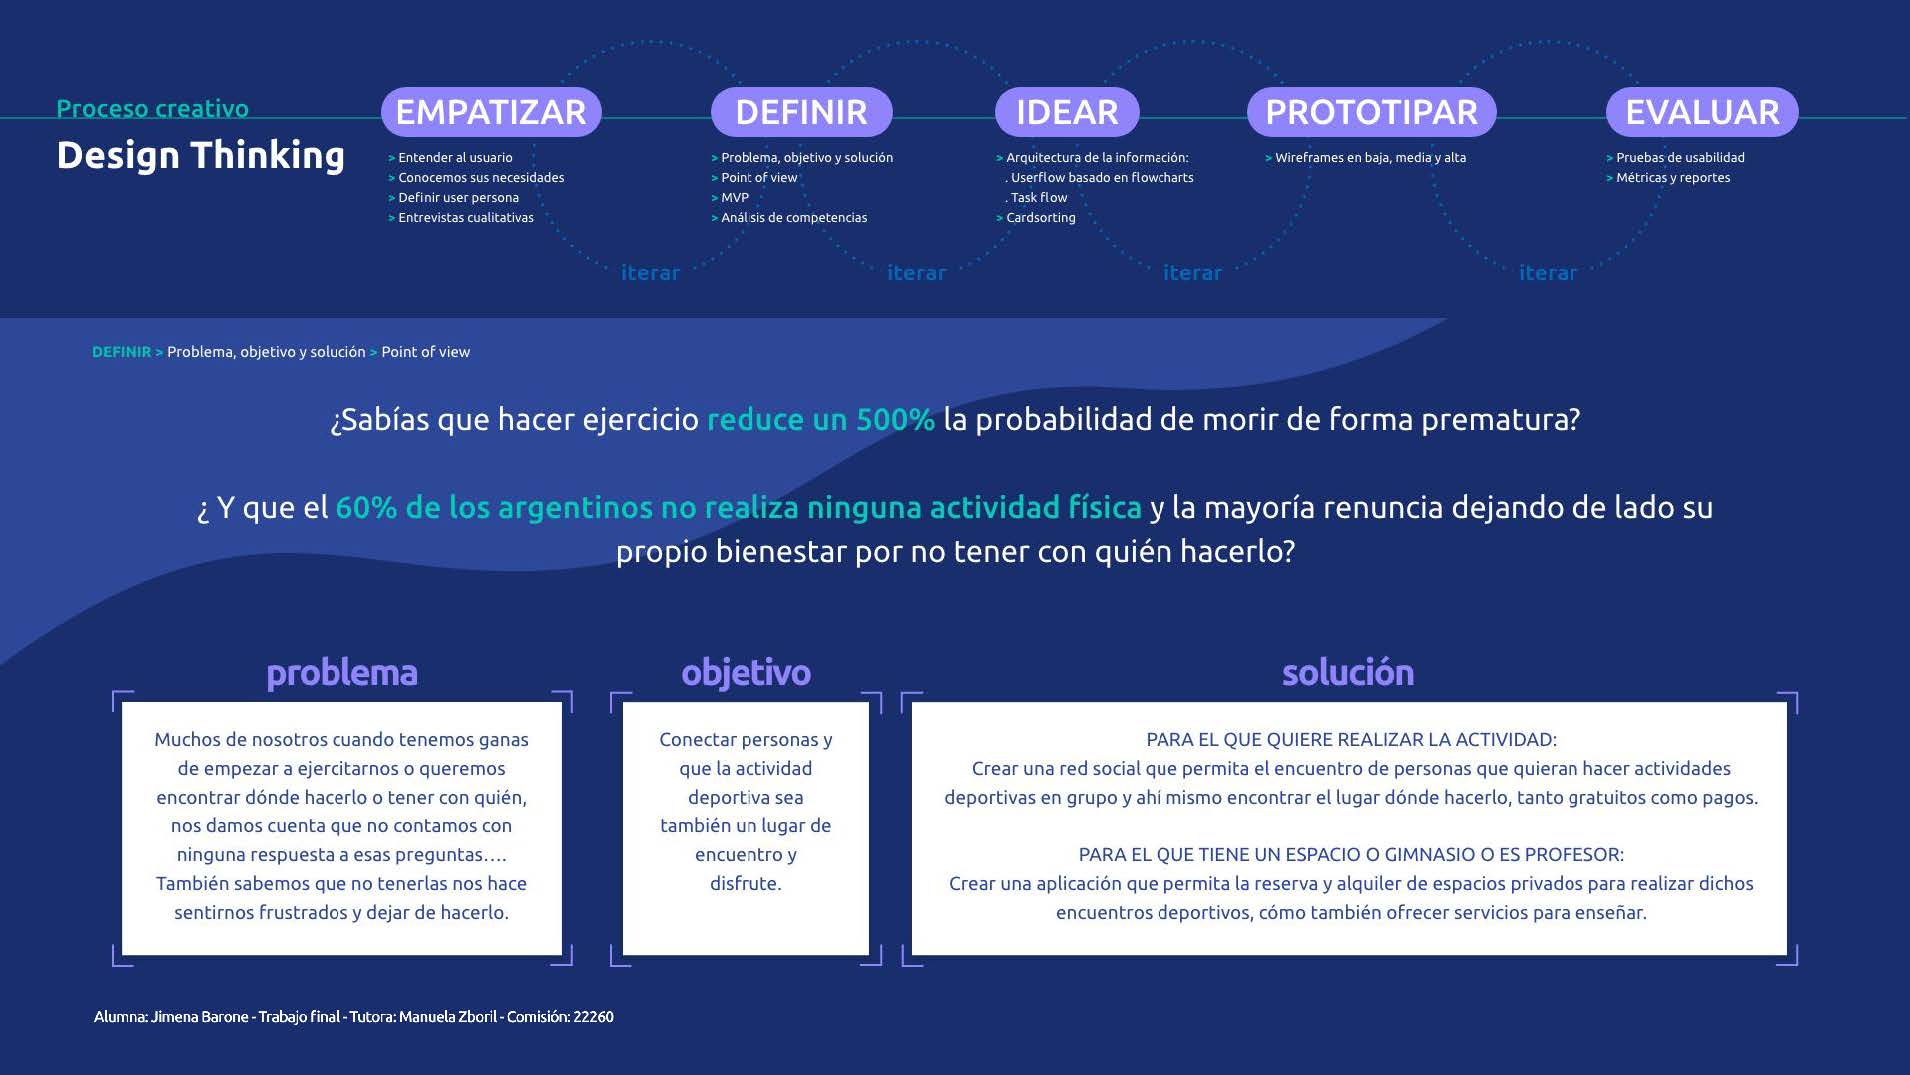 Proceso creativo
Design Thinking
EMPATIZAR
> Entender al usuario
> Conocemos sus necesidades
> Definir user persona
> Entrevistas cualitativas
DEFINIR
> Problema, objetivo y solución
> Point of view
> MVP
> Análisis de competencias
IDEAR
> Arquitectura de la información:
. Userflow basado en flowcharts
. Task flow
> Cardsorting
PROTOTIPAR
> Wireframes en baja, media y alta
EVALUAR
> Pruebas de usabilidad
> Métricas y reportes
iterar
iterar
iterar
iterar
DEFINIR > Problema, objetivo y solución > Point of view
¿Sabías que hacer ejercicio reduce un 500% la probabilidad de morir de forma prematura?
¿ Y que el 60% de los argentinos no realiza ninguna actividad física y la mayoría renuncia dejando de lado su
propio bienestar por no tener con quién hacerlo?
problema
Muchos de nosotros cuando tenemos ganas
de empezar a ejercitarnos o queremos
encontrar dónde hacerlo o tener con quién,
nos damos cuenta que no contamos con
ninguna respuesta a esas preguntas....
También sabemos que no tenerlas nos hace
sentirnos frustrados y dejar de hacerlo.
objetivo
Conectar personas y
que la actividad
deportiva sea
también un lugar de
encuentro y
disfrute.
solución
PARA EL QUE QUIERE REALIZAR LA ACTIVIDAD:
Crear una red social que permita el encuentro de personas que quieran hacer actividades
deportivas en grupo y ahí mismo encontrar el lugar dónde hacerlo, tanto gratuitos como pagos.
PARA EL QUE TIENE UN ESPACIO O GIMNASIO O ES PROFESOR:
Crear una aplicación que permita la reserva y alquiler de espacios privados para realizar dichos
encuentros deportivos, cómo también ofrecer servicios para enseñar.
Alumna: Jimena Barone - Trabajo final - Tutora: Manuela Zboril - Comisión: 22260